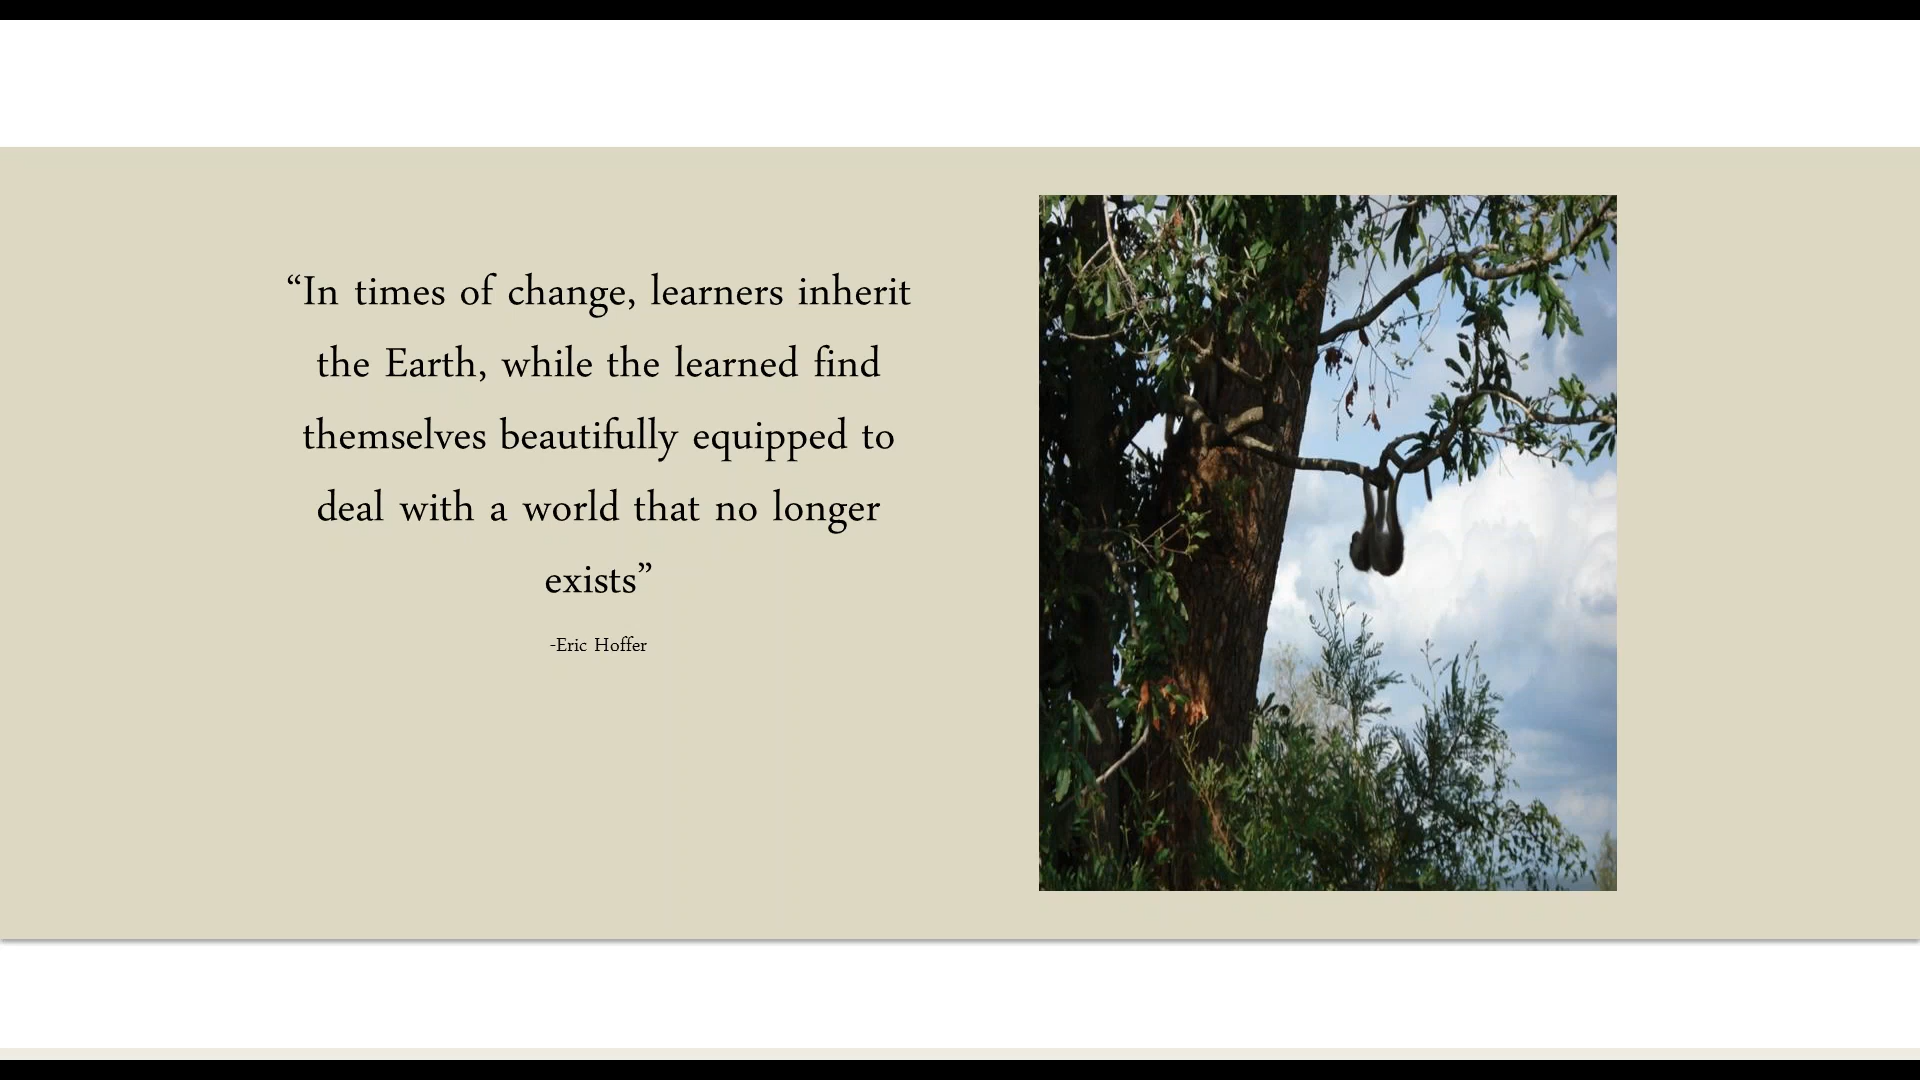 “In times of change, learners inherit
the Earth, while the learned find
themselves beautifully equipped to
deal with a world that no longer
exists”
-Eric Hoffer